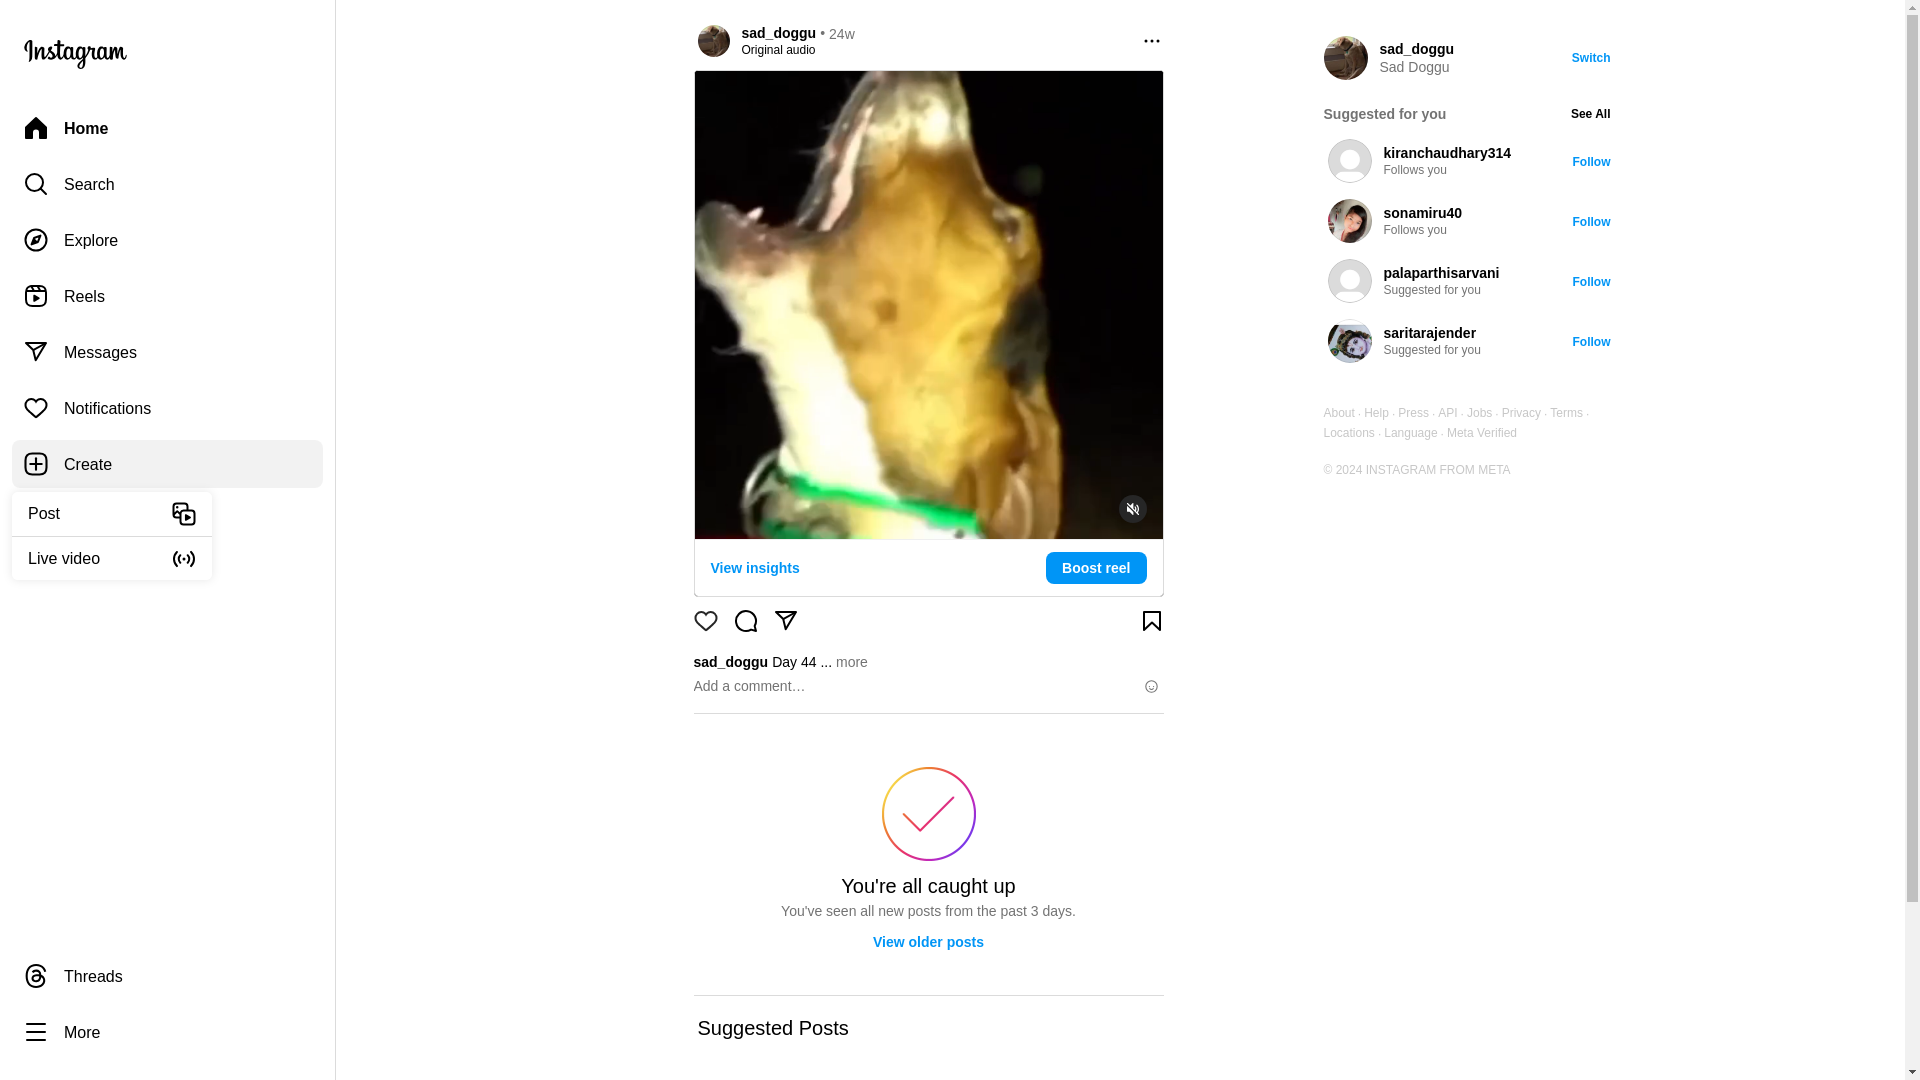 Instagram
Home
Search
Explore
Reels
Messages
Notifications
Create
Post
Live video
Threads
More
sad_doggu • 24w
Original audio
View insights
Boost reel
sad_doggu Day 44 ... more
Add a comment…
You're all caught up
You've seen all new posts from the past 3 days.
View older posts
Suggested Posts
sad_doggu
Sad Doggu
Switch
Suggested for you
See All
kiranchaudhary314
Follows you
Follow
sonamiru40
Follows you
Follow
palaparthisarvani
Suggested for you
Follow
saritarajender
Suggested for you
Follow
About · Help · Press · API · Jobs · Privacy · Terms ·
Locations · Language · Meta Verified
© 2024 INSTAGRAM FROM META